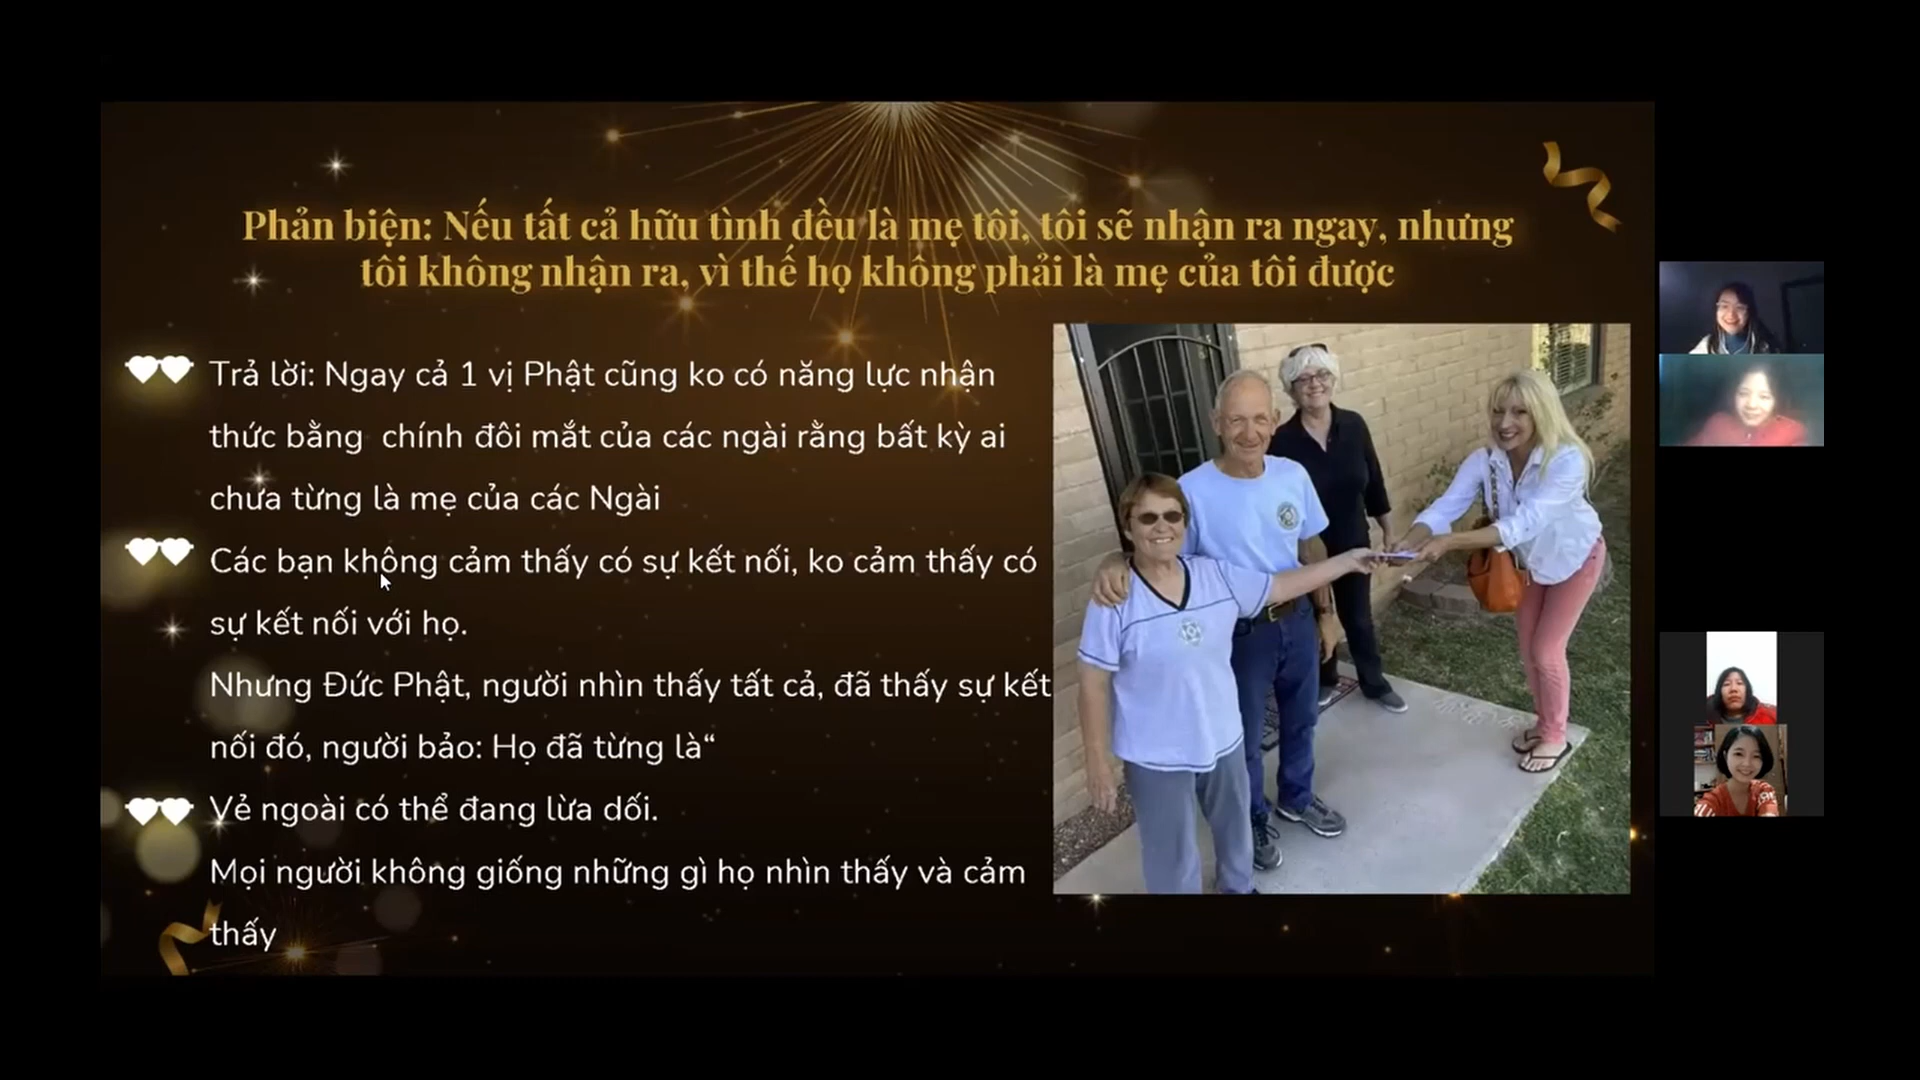 Phản biện: Nếu tất cả hữu tình đều là mẹ tôi, tôi sẽ nhận ra ngay, nhưng
tôi không nhận ra, vì thế họ không phải là mẹ của tôi được
Trả lời: Ngay cả 1 vị Phật cũng ko có năng lực nhận
thức bằng chính đôi mắt của các ngài rằng bất kỳ ai
chưa từng là mẹ của các Ngài
Các bạn không cảm thấy có sự kết nối, ko cảm thấy có
sự kết nối với họ.
Nhưng Đức Phật, người nhìn thấy tất cả, đã thấy sự kết
nối đó, người bảo: Họ đã từng là“
Vẻ ngoài có thể đang lừa dối.
Mọi người không giống những gì họ nhìn thấy và cảm
thấy